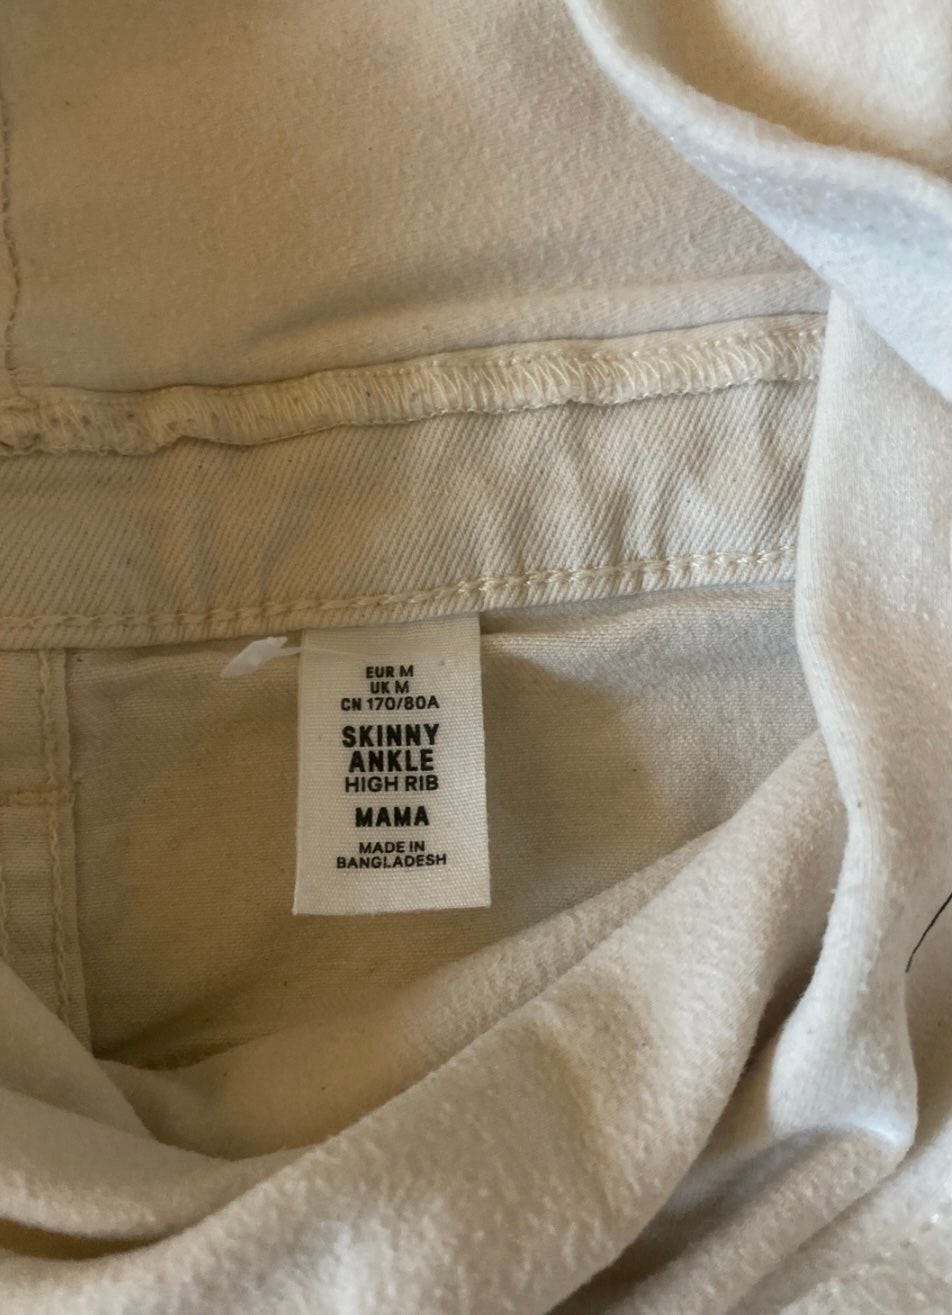 EUR M
UK M
CN 170/80A
SKINNY
ANKLE
HIGH RIB
MAMA
MADE IN
BANGLADESH